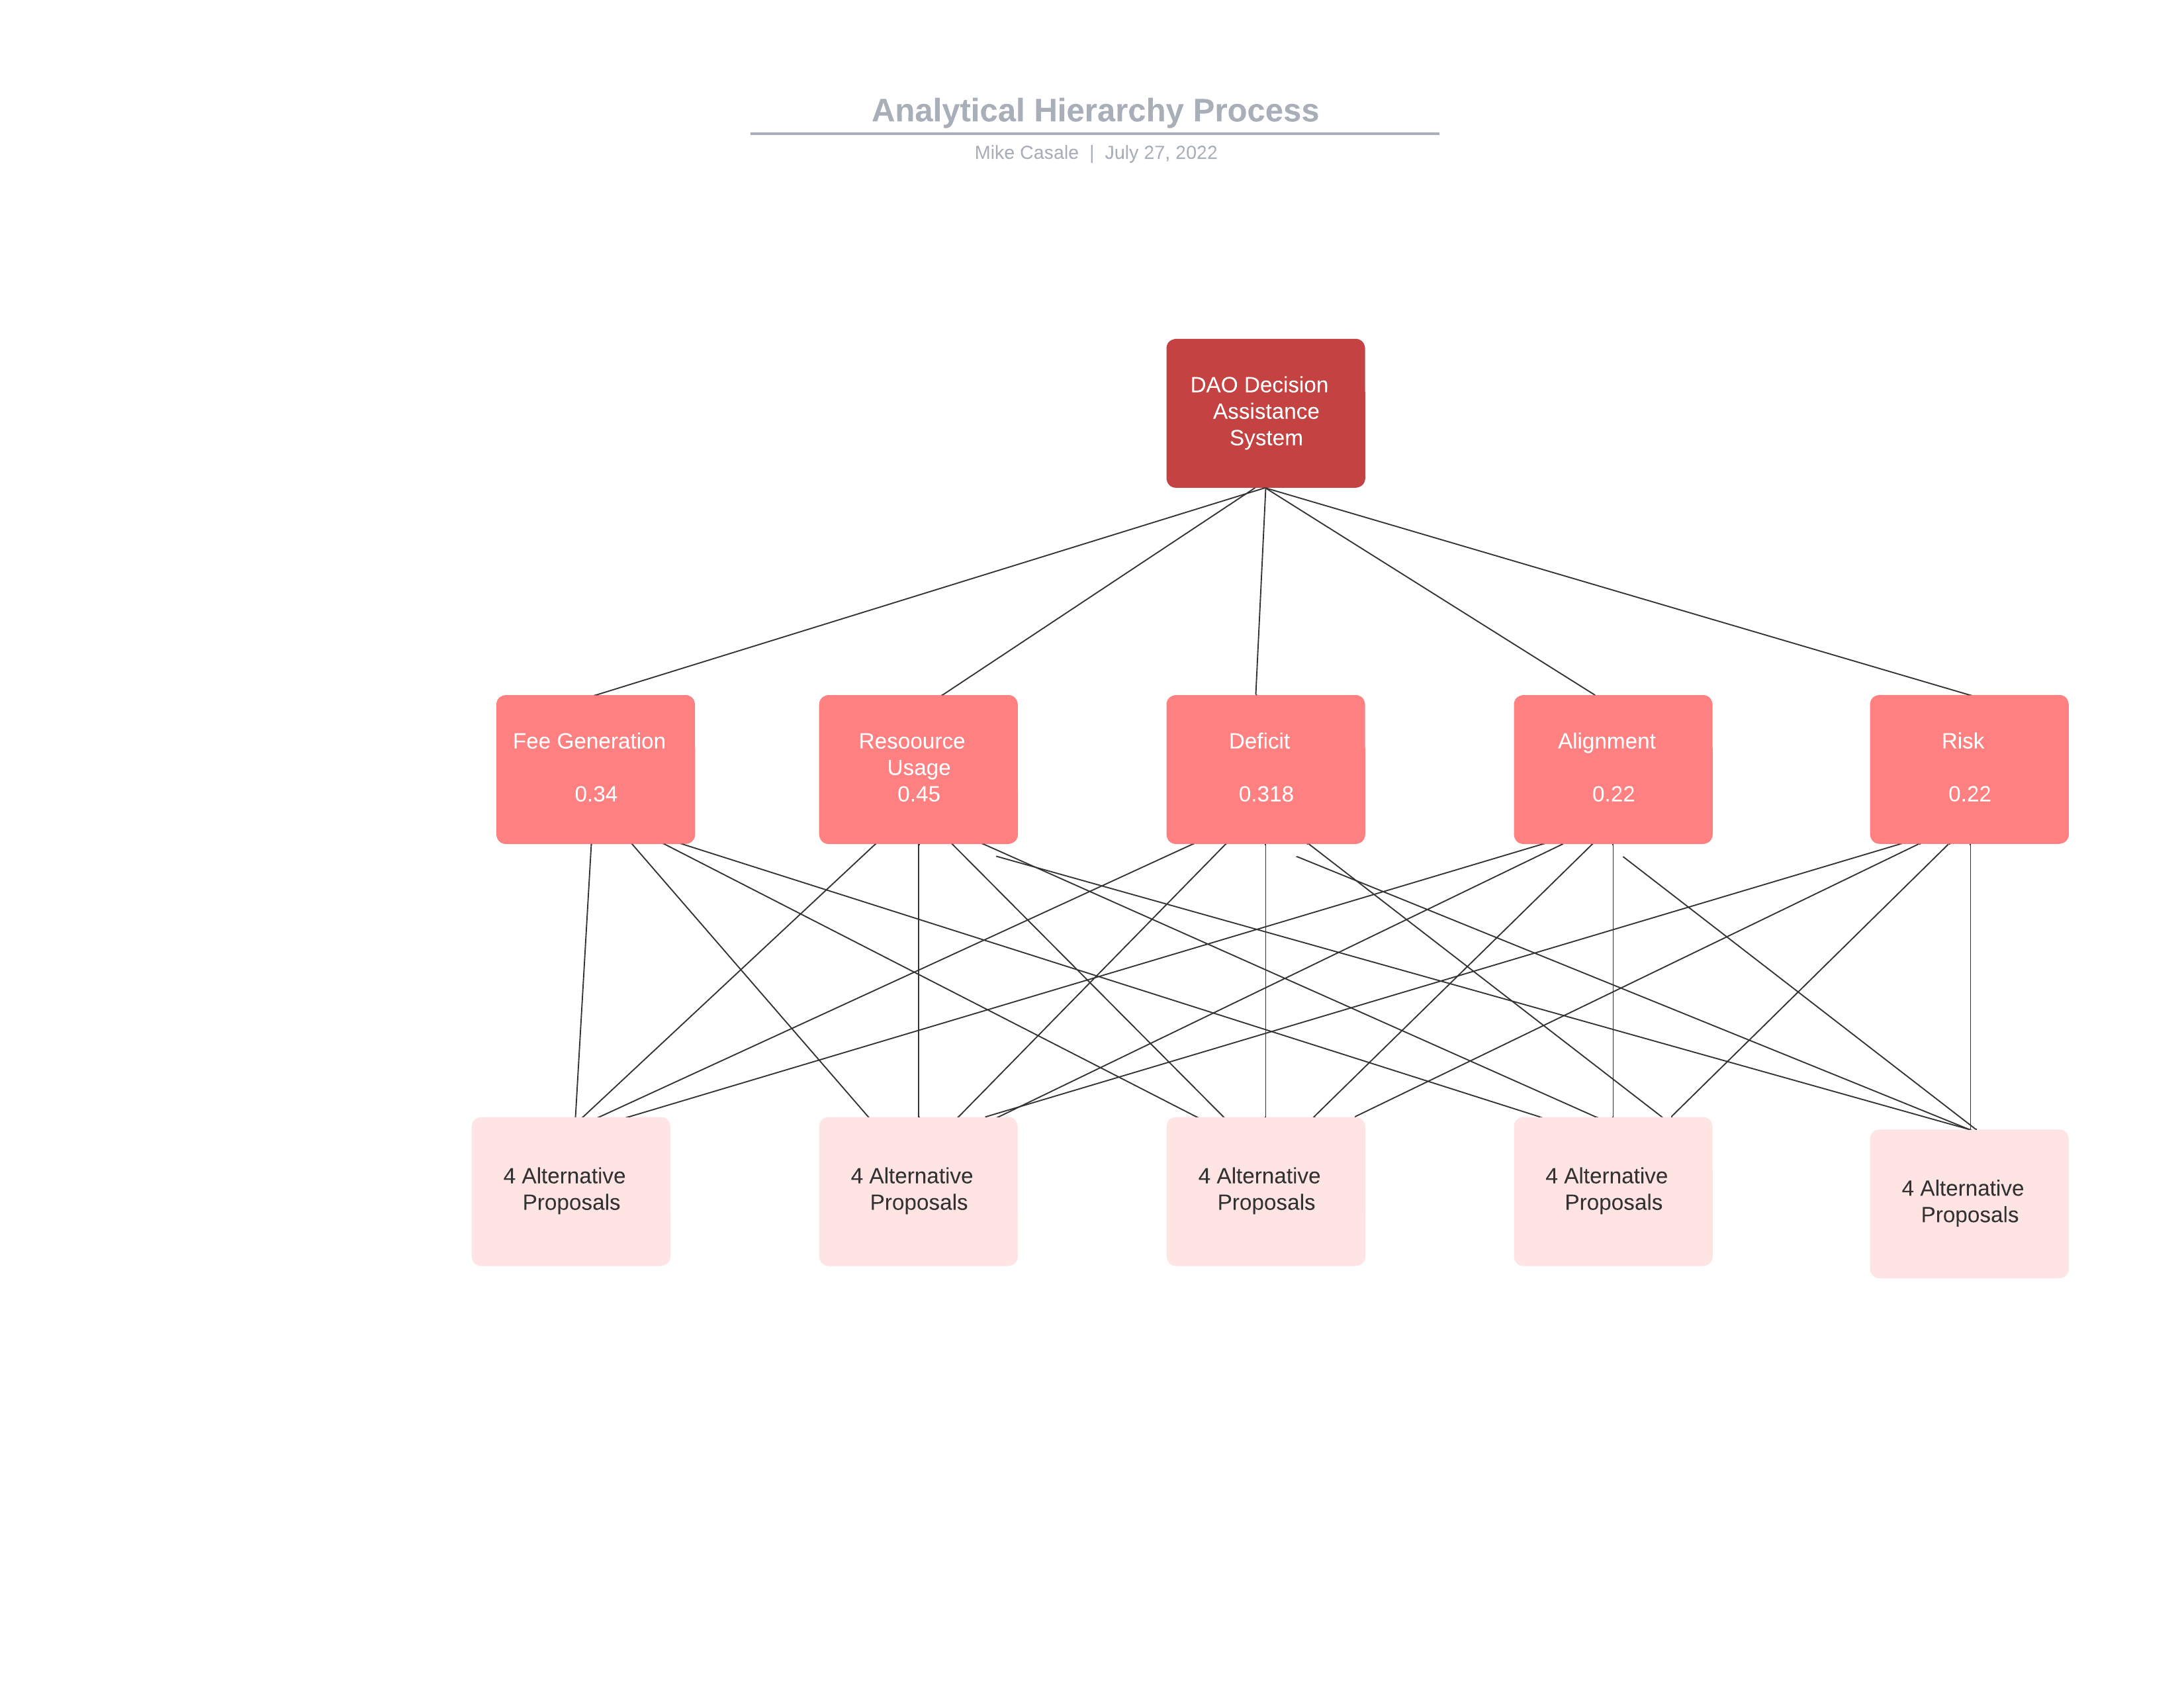 Analytical Hierarchy Process
Mike Casale | July 27, 2022
DAO Decision
Assistance
System
Fee Generation
0.34
Resoource
Usage
0.45
Deficit
0.318
Alignment
0.22
Risk
0.22
4 Alternative
Proposals
4 Alternative
Proposals
4 Alternative
Proposals
4 Alternative
Proposals
4 Alternative
Proposals